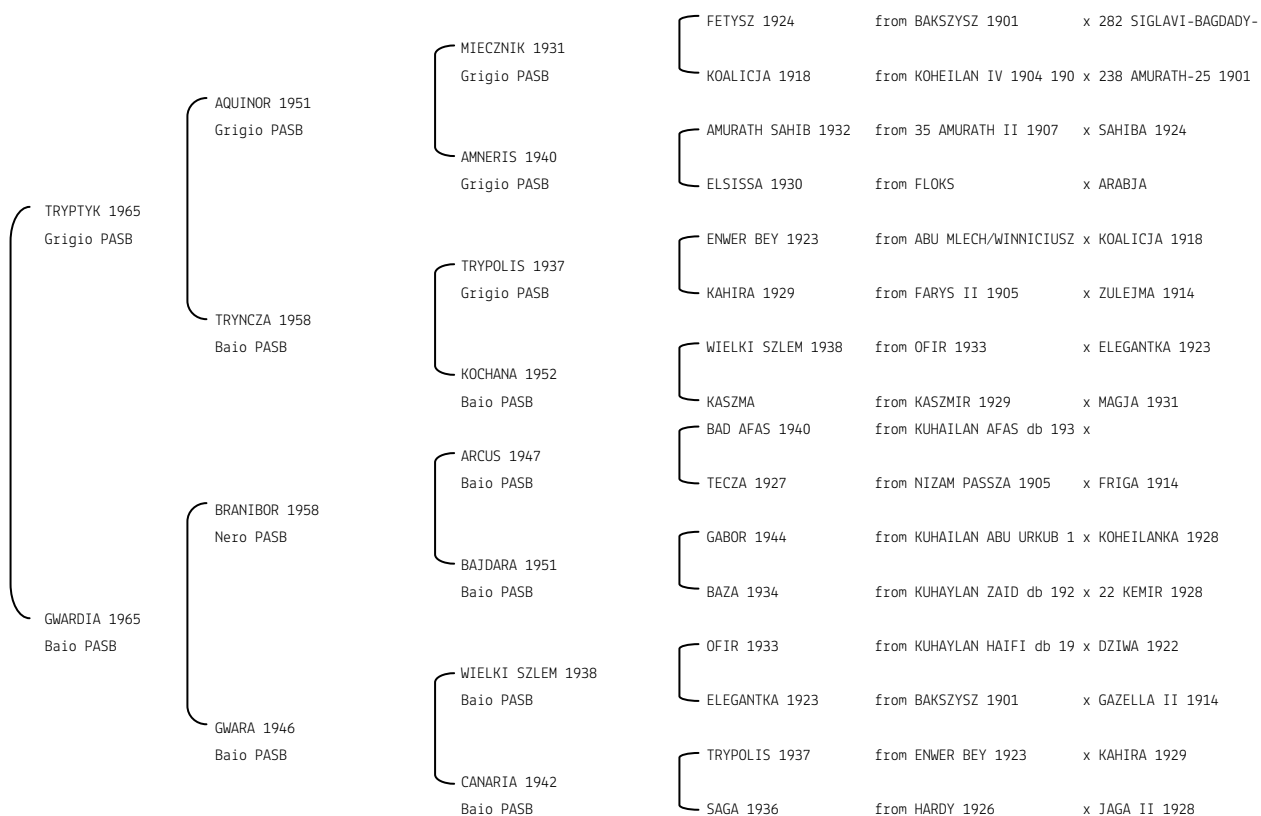 FETYSZ 1924 from BAKSZYSZ 1901 x 282 SIGLAVI-BAGDADY-
MIECZNIK 1931
Grigio PASB KOALICJA 1918 from KOHEILAN IV 1904 190 x 238 AMURATH-25 1901
AQUINOR 1951
Grigio PASB AMURATH SAHIB 1932 from 35 AMURATH II 1907 x SAHIBA 1924
AMNERIS 1940
Grigio PASB ELSISSA 1930 from FLOKS x ARABJA
TRYPTYK 1965
Grigio PASB ENWER BEY 1923 from ABU MLECH/WINNICIUSZ x KOALICJA 1918
TRYPOLIS 1937
Grigio PASB KAHIRA 1929 from FARYS II 1905 x ZULEJMA 1914
TRYNCZA 1958
Baio PASB WIELKI SZLEM 1938 from OFIR 1933 x ELEGANTKA 1923
KOCHANA 1952
Baio PASB KASZMA from KASZMIR 1929 x MAGJA 1931
BAD AFAS 1940 from KUHAILAN AFAS db 193 x
ARCUS 1947
Baio PASB TECZA 1927 from NIZAM PASSZA 1905 x FRIGA 1914
BRANIBOR 1958
Nero PASB GABOR 1944 from KUHAILAN ABU URKUB 1 x KOHEILANKA 1928
BAJDARA 1951
Baio PASB BAZA 1934 from KUHAYLAN ZAID db 192 x 22 KEMIR 1928
GWARDIA 1965
Baio PASB OFIR 1933 from KUHAYLAN HAIFI db 19 x DZIWA 1922
WIELKI SZLEM 1938
Baio PASB ELEGANTKA 1923 from BAKSZYSZ 1901 x GAZELLA II 1914
GWARA 1946
Baio PASB TRYPOLIS 1937 from ENWER BEY 1923 x KAHIRA 1929
CANARIA 1942
Baio PASB SAGA 1936 from HARDY 1926 x JAGA II 1928